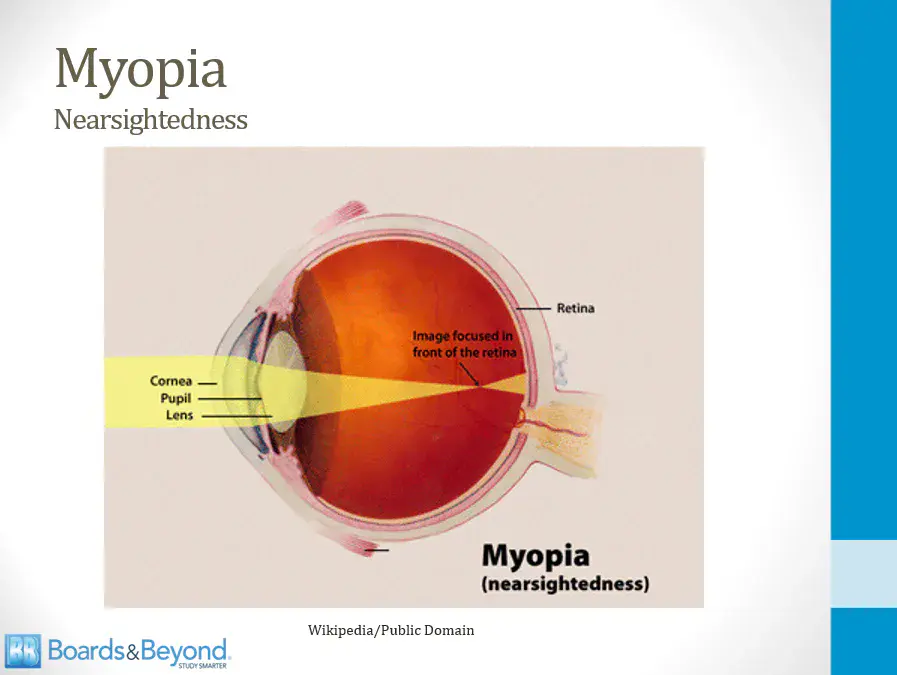 Myopia
Nearsightedness
Retina
Image focused in
front of the retina
Cornea
Pupil
Lens
Myopia
(nearsightedness)
Wikipedia/Public Domain
BB
Boards&Beyond.
STUDY SMARTER